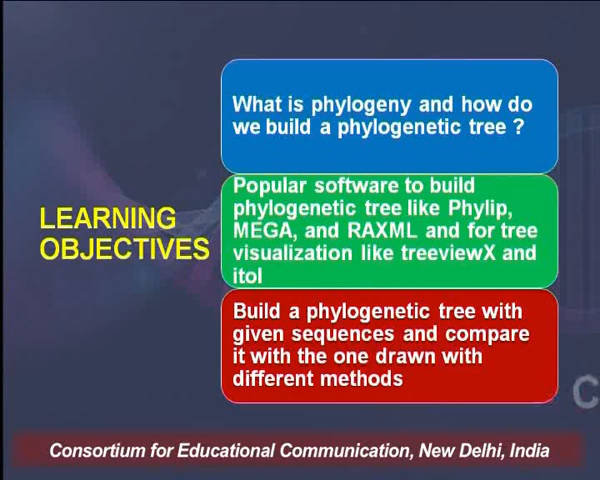 LEARNING
OBJECTIVES
What is phylogeny and how do
we build a phylogenetic tree ?
Popular software to build
phylogenetic tree like Phylip,
MEGA, and RAXML and for tree
visualization like treeviewX and
itol
Build a phylogenetic tree with
given sequences and compare
it with the one drawn with
different methods
C
Consortium for Educational Communication, New Delhi, India